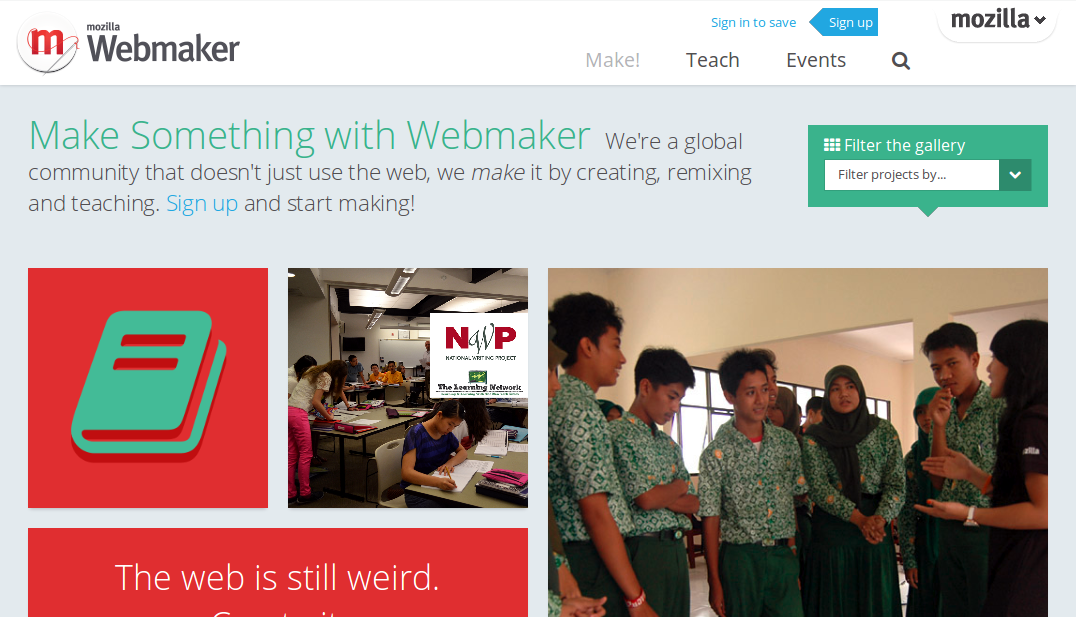 mozilla
Webmaker
Sign in to save
Sign up
mozilla
Make!
Teach
Events
Make Something with Webmaker We're a global
community that doesn't just use the web, we make it by creating, remixing
and teaching. Sign up and start making!
Filter the gallery
Filter projects by...
NWP
NATIONAL WRITING PROJECT
The Learning Network
mozilla
The web is still weird.